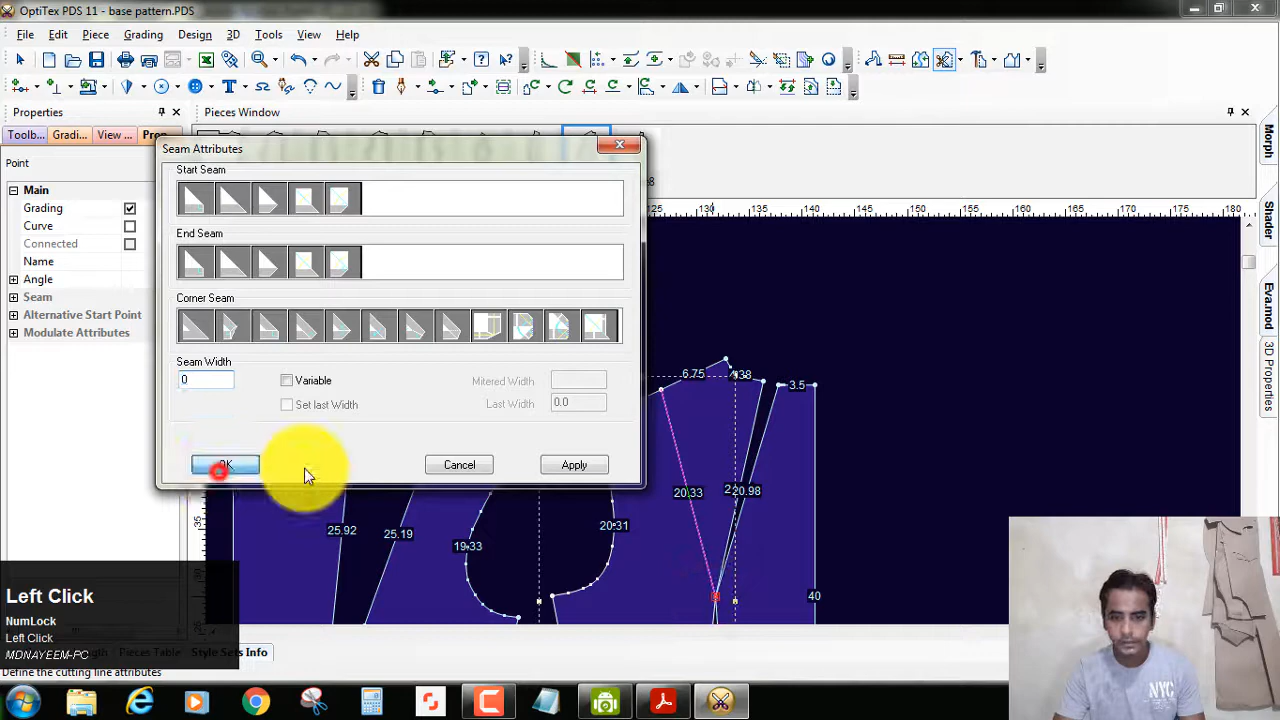 OptiTex PDS 11 - base pattern.PDS
File Edit Piece Grading Design 3D Tools View Help
Properties
Pieces Window
Toolb... Gradi... View ... Prop
Point
Main
Grading
Curve
Connected
Name
Angle
Seam
Alternative Start Point
Modulate Attributes
Seam Attributes
Start Seam
End Seam
Corner Seam
Seam Width
0
Variable
Mitered Width
Set last Width
Last Width
0.0
OK
Cancel
Apply
125 130 135 140 145 150 155 160 165 170 175 180
Morph
Shader
Eva.mod
3D Properties
6.75
3.5
20.33
20.98
25.92
25.19
19.33
20.31
40
Left Click
NumLock
Left Click
MDNAYEEM-PC
Pieces Table
Style Sets Info
Define the cutting line attributes
NYC